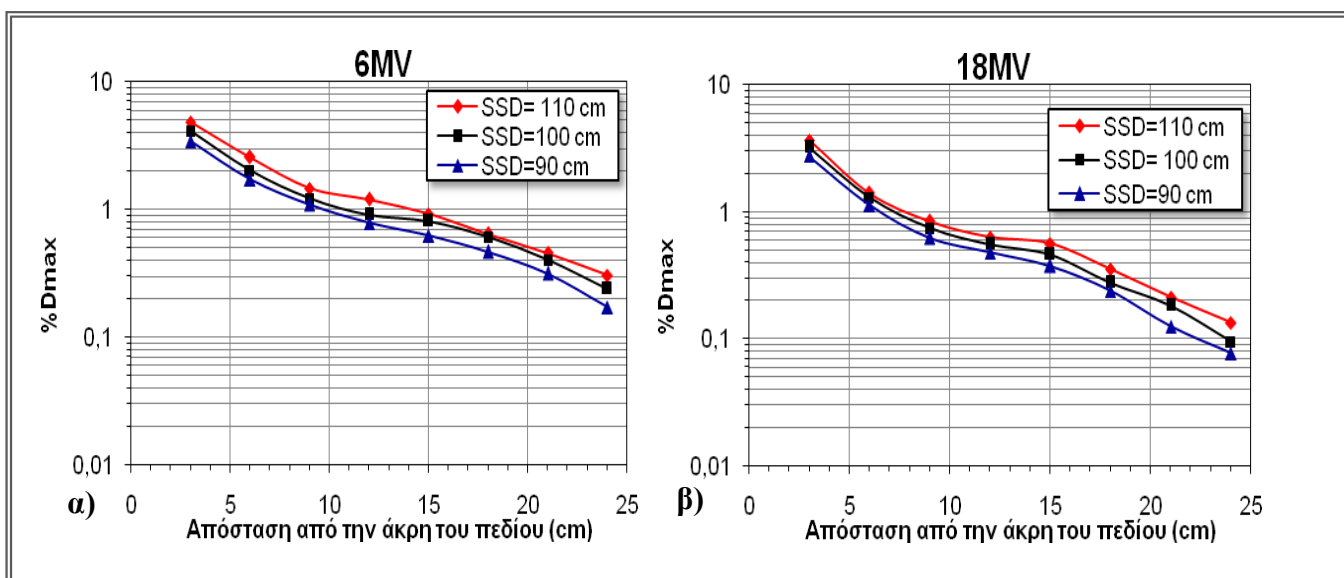 6MV
10
1
0,1
0,01
%Dmax
SSD= 110 cm
SSD=100 cm
SSD=90 cm
0 5 10 15 20 25
α)
Απόσταση από την άκρη του πεδίου (cm)
18MV
10
1
0,1
0,01
%Dmax
SSD=110 cm
SSD= 100 cm
SSD=90 cm
0 5 10 15 20 25
β)
Απόσταση από την άκρη του πεδίου (cm)